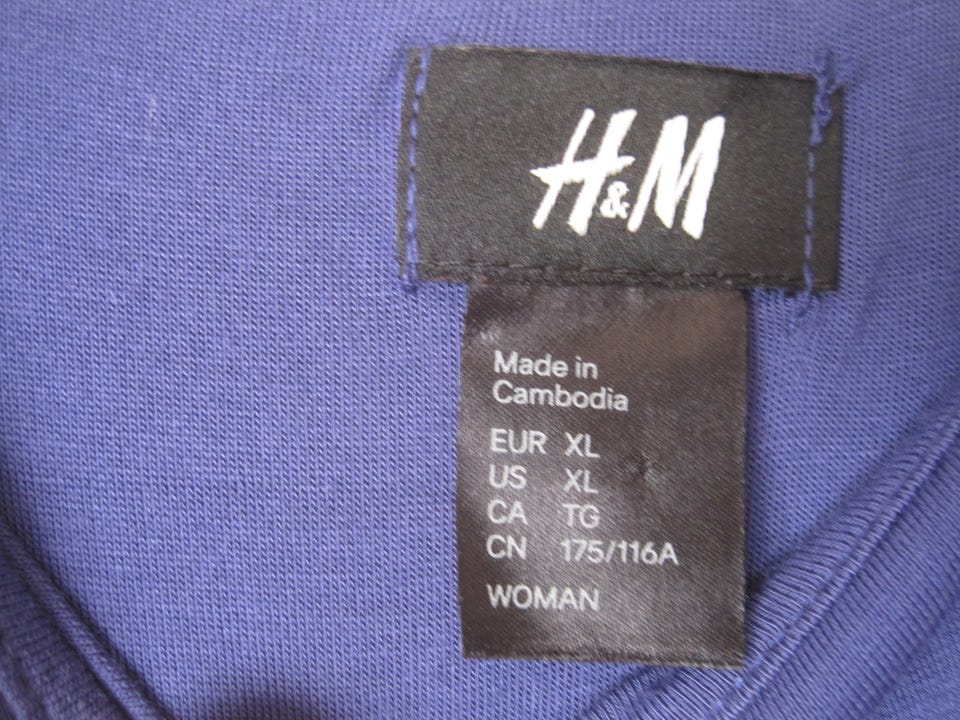 H&M
Made in
Cambodia
EUR XL
US XL
CA TG
CN 175/116A
WOMAN